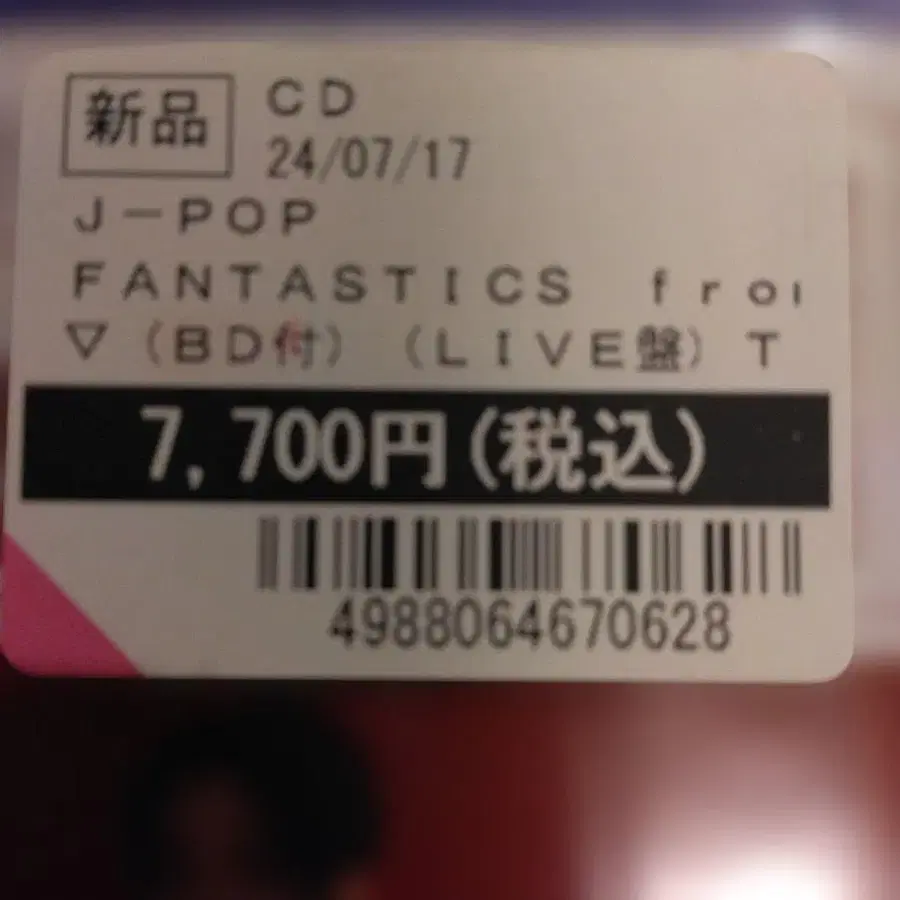 新品
CD
24/07/17
J-POP
FANTASTICS fro
▽(BD付)(LIVE盤)T
7,700円(税込)
4988064670628